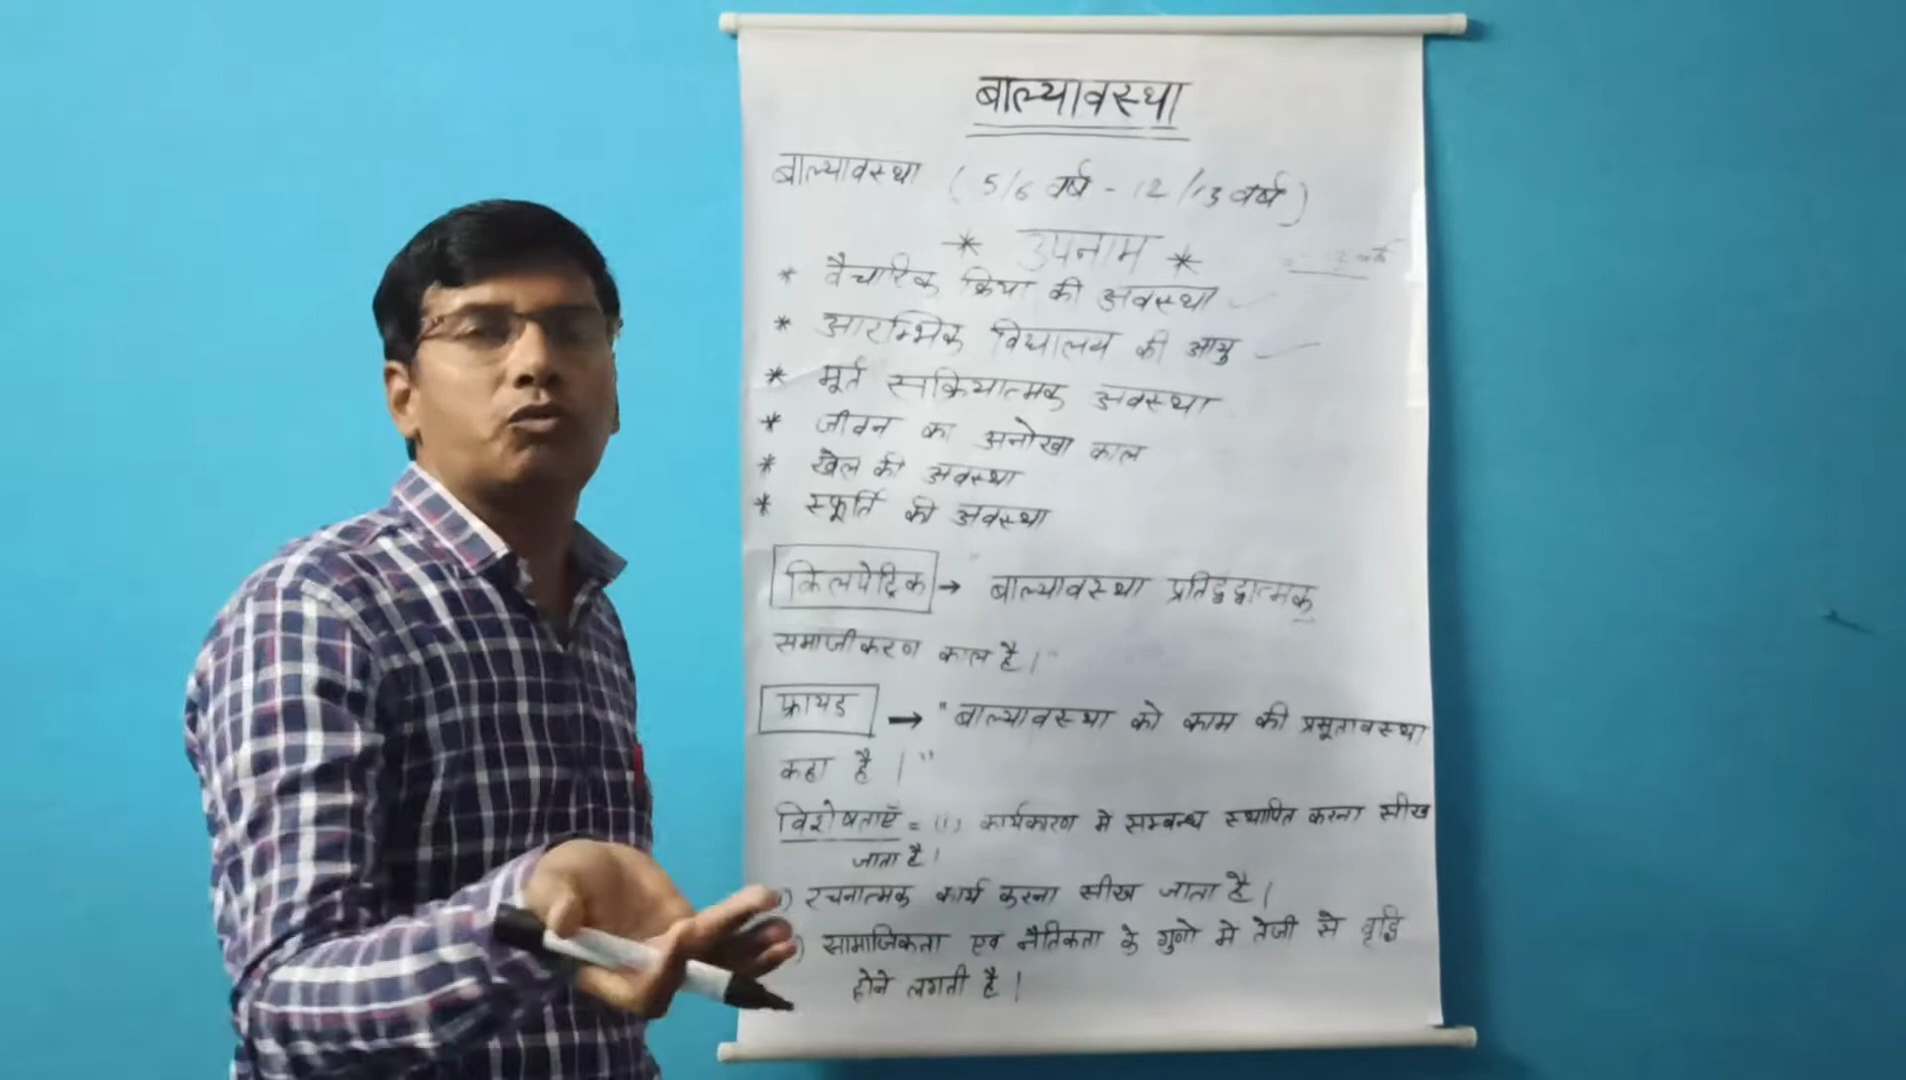 बाल्यावस्था
बाल्यावस्था ( 5/6 वर्ष - 12/13 वर्ष )
* उपनाम *
* वैचारिक क्रिया की अवस्था
* आरम्भिक विद्यालय की आयु
* मूर्त सक्रियात्मक अवस्था
* जीवन का अनोखा काल
* खेल की अवस्था
* स्फूर्ति की अवस्था
किलपेट्रिक → बाल्यावस्था प्रतिद्वद्वात्मक
समाजीकरण काल है।"
फ्रायड → "बाल्यावस्था को काम की प्रसूतावस्था
कहा है ।"
विशेषताएँ = (i) कार्यकारण मे सम्बन्ध स्थापित करना सीख
जाता है।
) रचनात्मक कार्य करना सीख जाता है।
) सामाजिकता एव नैतिकता के गुणो मे तेजी से वृद्धि
होने लगती है।